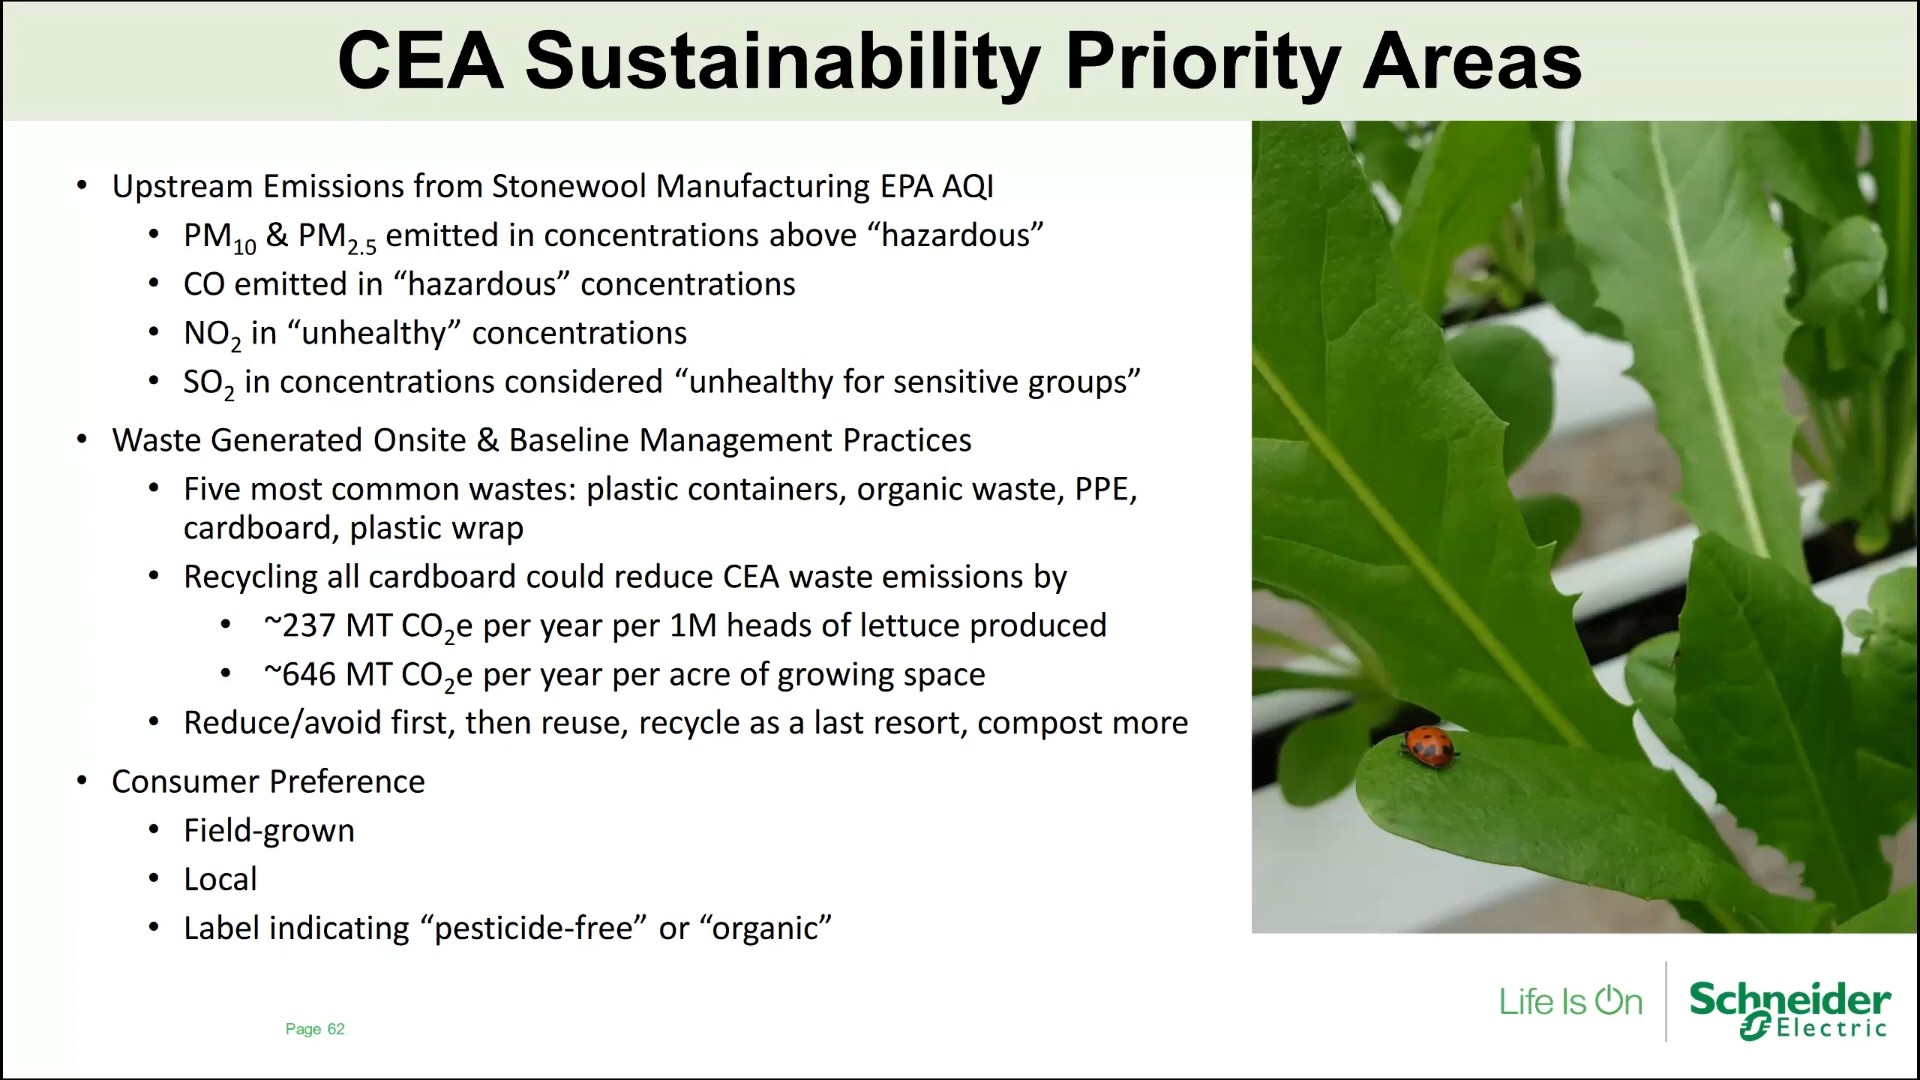 CEA Sustainability Priority Areas
• Upstream Emissions from Stonewool Manufacturing EPA AQI
• PM₁₀ & PM₂.₅ emitted in concentrations above “hazardous”
• CO emitted in “hazardous” concentrations
• NO₂ in “unhealthy” concentrations
• SO₂ in concentrations considered “unhealthy for sensitive groups”
• Waste Generated Onsite & Baseline Management Practices
• Five most common wastes: plastic containers, organic waste, PPE,
cardboard, plastic wrap
• Recycling all cardboard could reduce CEA waste emissions by
• ~237 MT CO₂e per year per 1M heads of lettuce produced
• ~646 MT CO₂e per year per acre of growing space
• Reduce/avoid first, then reuse, recycle as a last resort, compost more
• Consumer Preference
• Field-grown
• Local
• Label indicating “pesticide-free” or “organic”
Page 62
Life Is On
Schneider
Electric